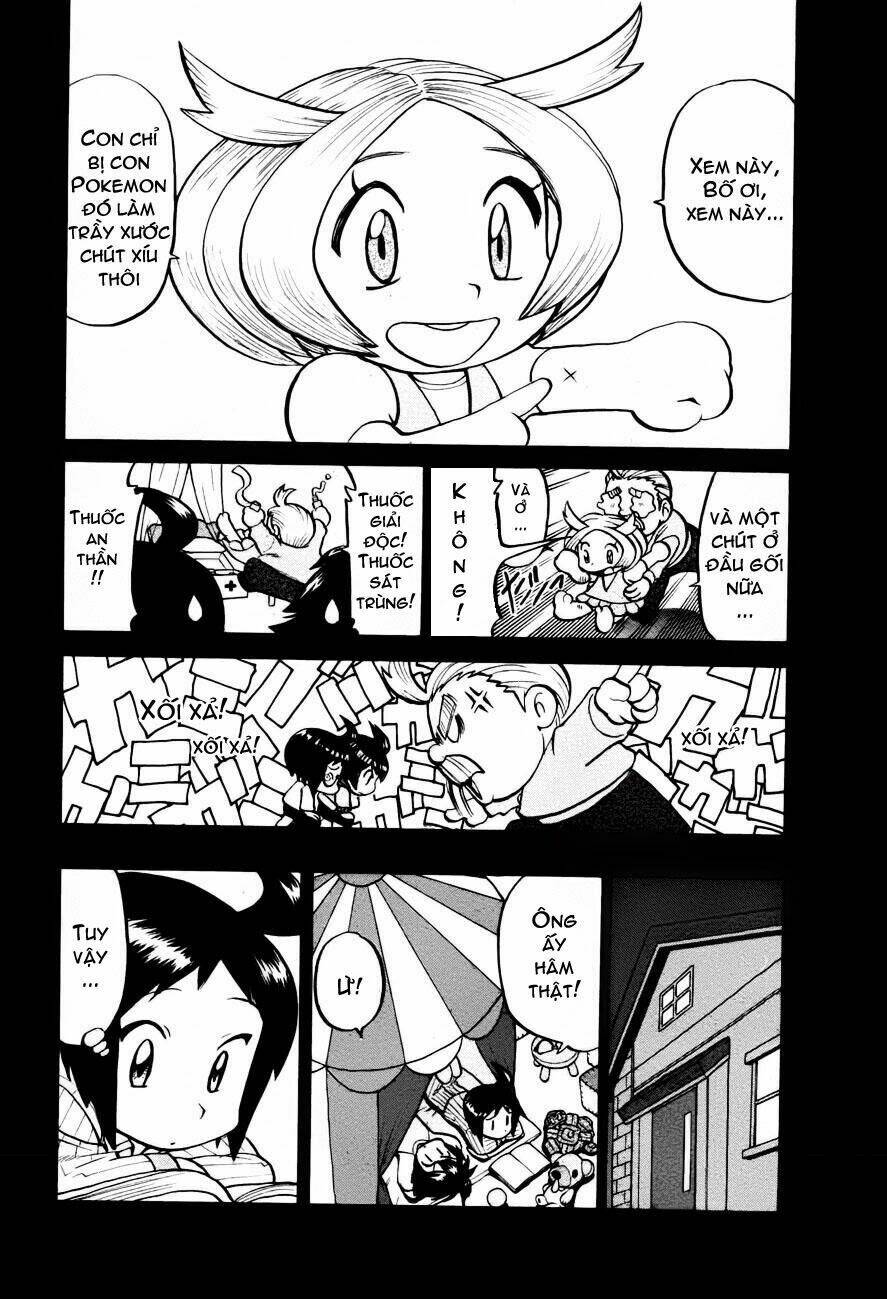 XEM NÀY,
BỐ ƠI,
XEM NÀY...
CON CHỈ
BỊ CON
POKEMON
ĐÓ LÀM
TRẦY XƯỚC
CHÚT XÍU
THÔI
VÀ MỘT
CHÚT Ở
ĐẦU GỐI
NỮA
...
VÀ
Ở
...
KHÔNG!
THUỐC
GIẢI
ĐỘC!
THUỐC
SÁT
TRÙNG!
THUỐC
AN
THẦN
!!
XỐI XẢ!
XỐI XẢ!
XỐI XẢ!
ÔNG
ẤY
HÂM
THẬT!
Ừ!
TUY
VẬY
...